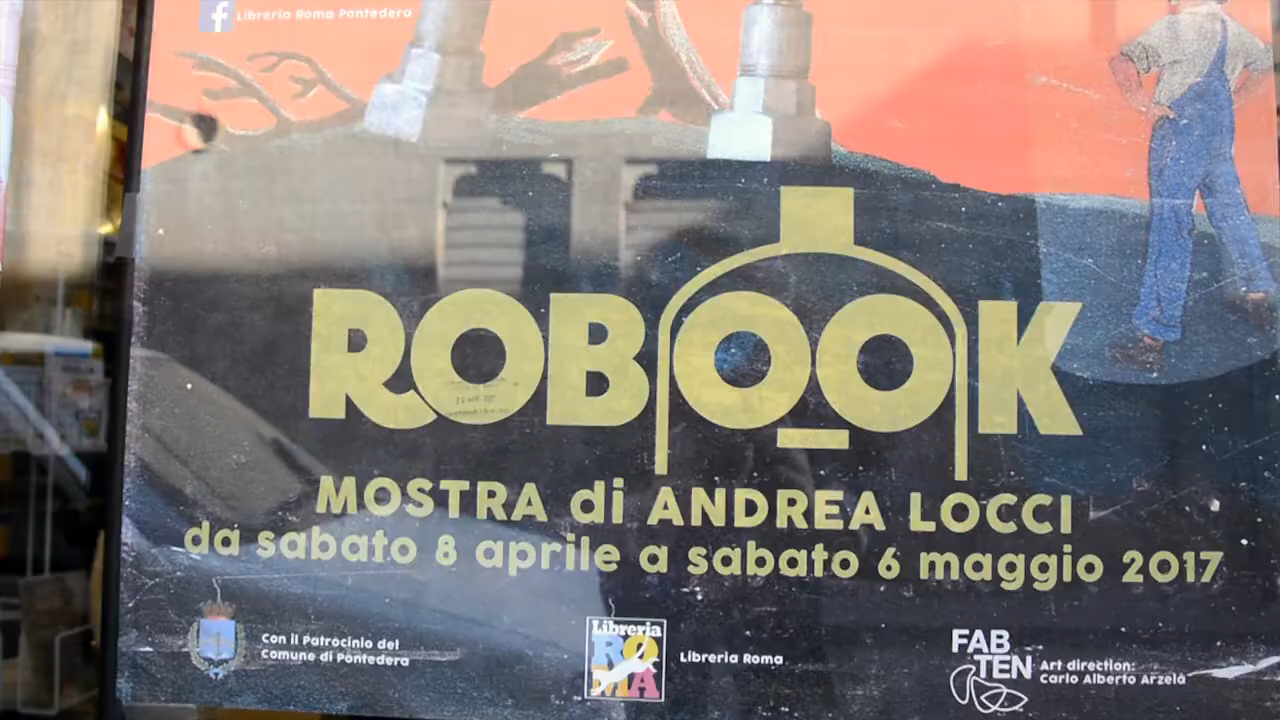 Libreria Roma Pontedera
ROBOOK
MOSTRA di ANDREA LOCCI
da sabato 8 aprile a sabato 6 maggio 2017
Con il Patrocinio del
Comune di Pontedera
Libreria
ROMA
Libreria Roma
FAB
TEN
Art direction:
Carlo Alberto Arzelà